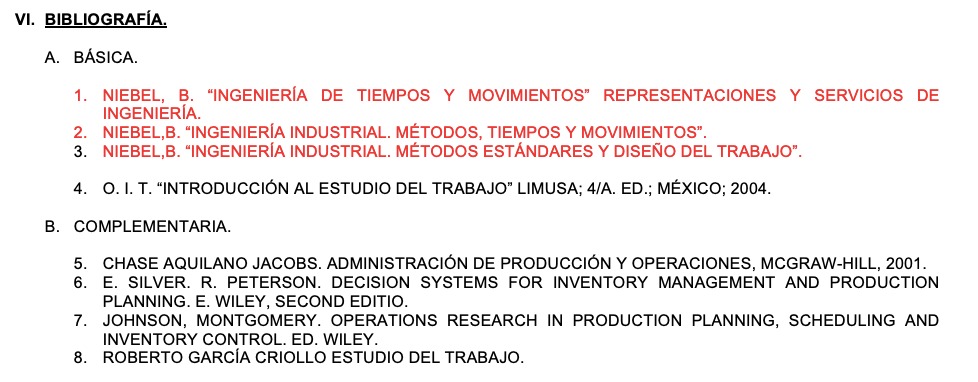 VI. BIBLIOGRAFÍA.
A. BÁSICA.
1. NIEBEL, B. “INGENIERÍA DE TIEMPOS Y MOVIMIENTOS” REPRESENTACIONES Y SERVICIOS DE
INGENIERÍA.
2. NIEBEL,B. “INGENIERÍA INDUSTRIAL. MÉTODOS, TIEMPOS Y MOVIMIENTOS”.
3. NIEBEL,B. “INGENIERÍA INDUSTRIAL. MÉTODOS ESTÁNDARES Y DISEÑO DEL TRABAJO”.
4. O. I. T. “INTRODUCCIÓN AL ESTUDIO DEL TRABAJO” LIMUSA; 4/A. ED.; MÉXICO; 2004.
B. COMPLEMENTARIA.
5. CHASE AQUILANO JACOBS. ADMINISTRACIÓN DE PRODUCCIÓN Y OPERACIONES, MCGRAW-HILL, 2001.
6. E. SILVER. R. PETERSON. DECISION SYSTEMS FOR INVENTORY MANAGEMENT AND PRODUCTION
PLANNING. E. WILEY, SECOND EDITIO.
7. JOHNSON, MONTGOMERY. OPERATIONS RESEARCH IN PRODUCTION PLANNING, SCHEDULING AND
INVENTORY CONTROL. ED. WILEY.
8. ROBERTO GARCÍA CRIOLLO ESTUDIO DEL TRABAJO.